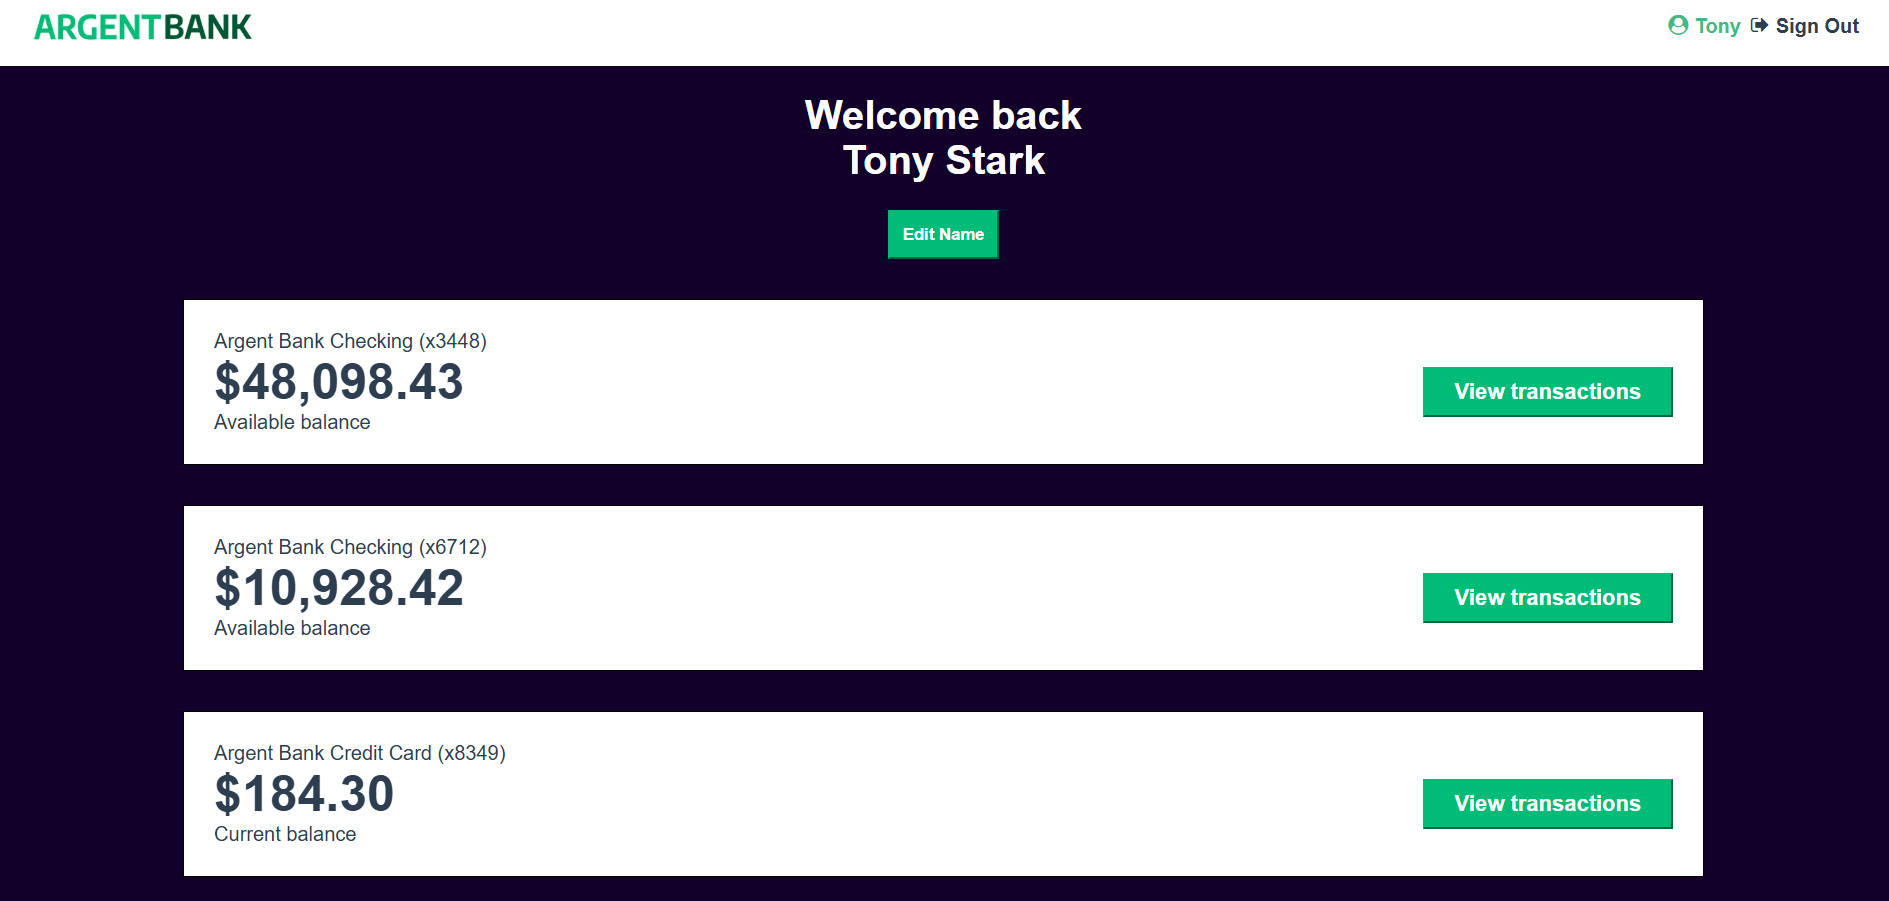 ARGENTBANK
Tony Sign Out
Welcome back
Tony Stark
Edit Name
Argent Bank Checking (x3448)
$48,098.43
Available balance
View transactions
Argent Bank Checking (x6712)
$10,928.42
Available balance
View transactions
Argent Bank Credit Card (x8349)
$184.30
Current balance
View transactions